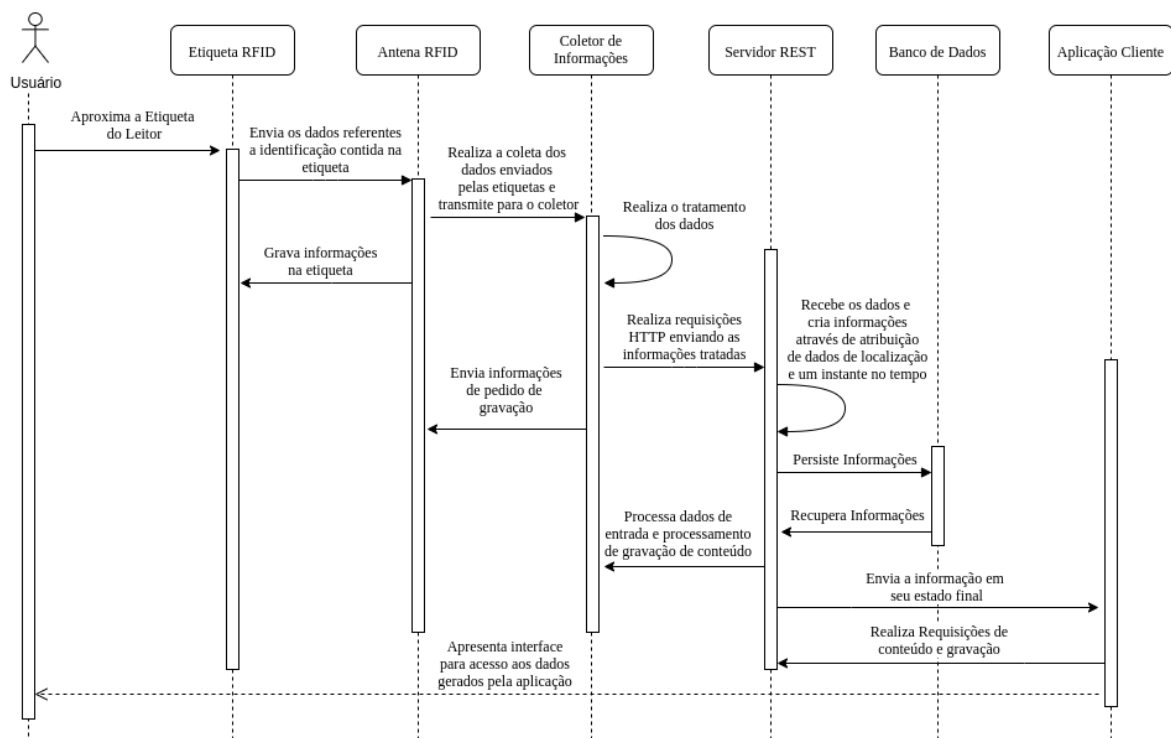 Usuário
Etiqueta RFID
Antena RFID
Coletor de
Informações
Servidor REST
Banco de Dados
Aplicação Cliente
Aproxima a Etiqueta
do Leitor
Envia os dados referentes
a identificação contida na
etiqueta
Realiza a coleta dos
dados enviados
pelas etiquetas e
transmite para o coletor
Realiza o tratamento
dos dados
Grava informações
na etiqueta
Realiza requisições
HTTP enviando as
informações tratadas
Recebe os dados e
cria informações
através de atribuição
de dados de localização
e um instante no tempo
Envia informações
de pedido de
gravação
Persiste Informações
Recupera Informações
Processa dados de
entrada e processamento
de gravação de conteúdo
Envia a informação em
seu estado final
Realiza Requisições de
conteúdo e gravação
Apresenta interface
para acesso aos dados
gerados pela aplicação